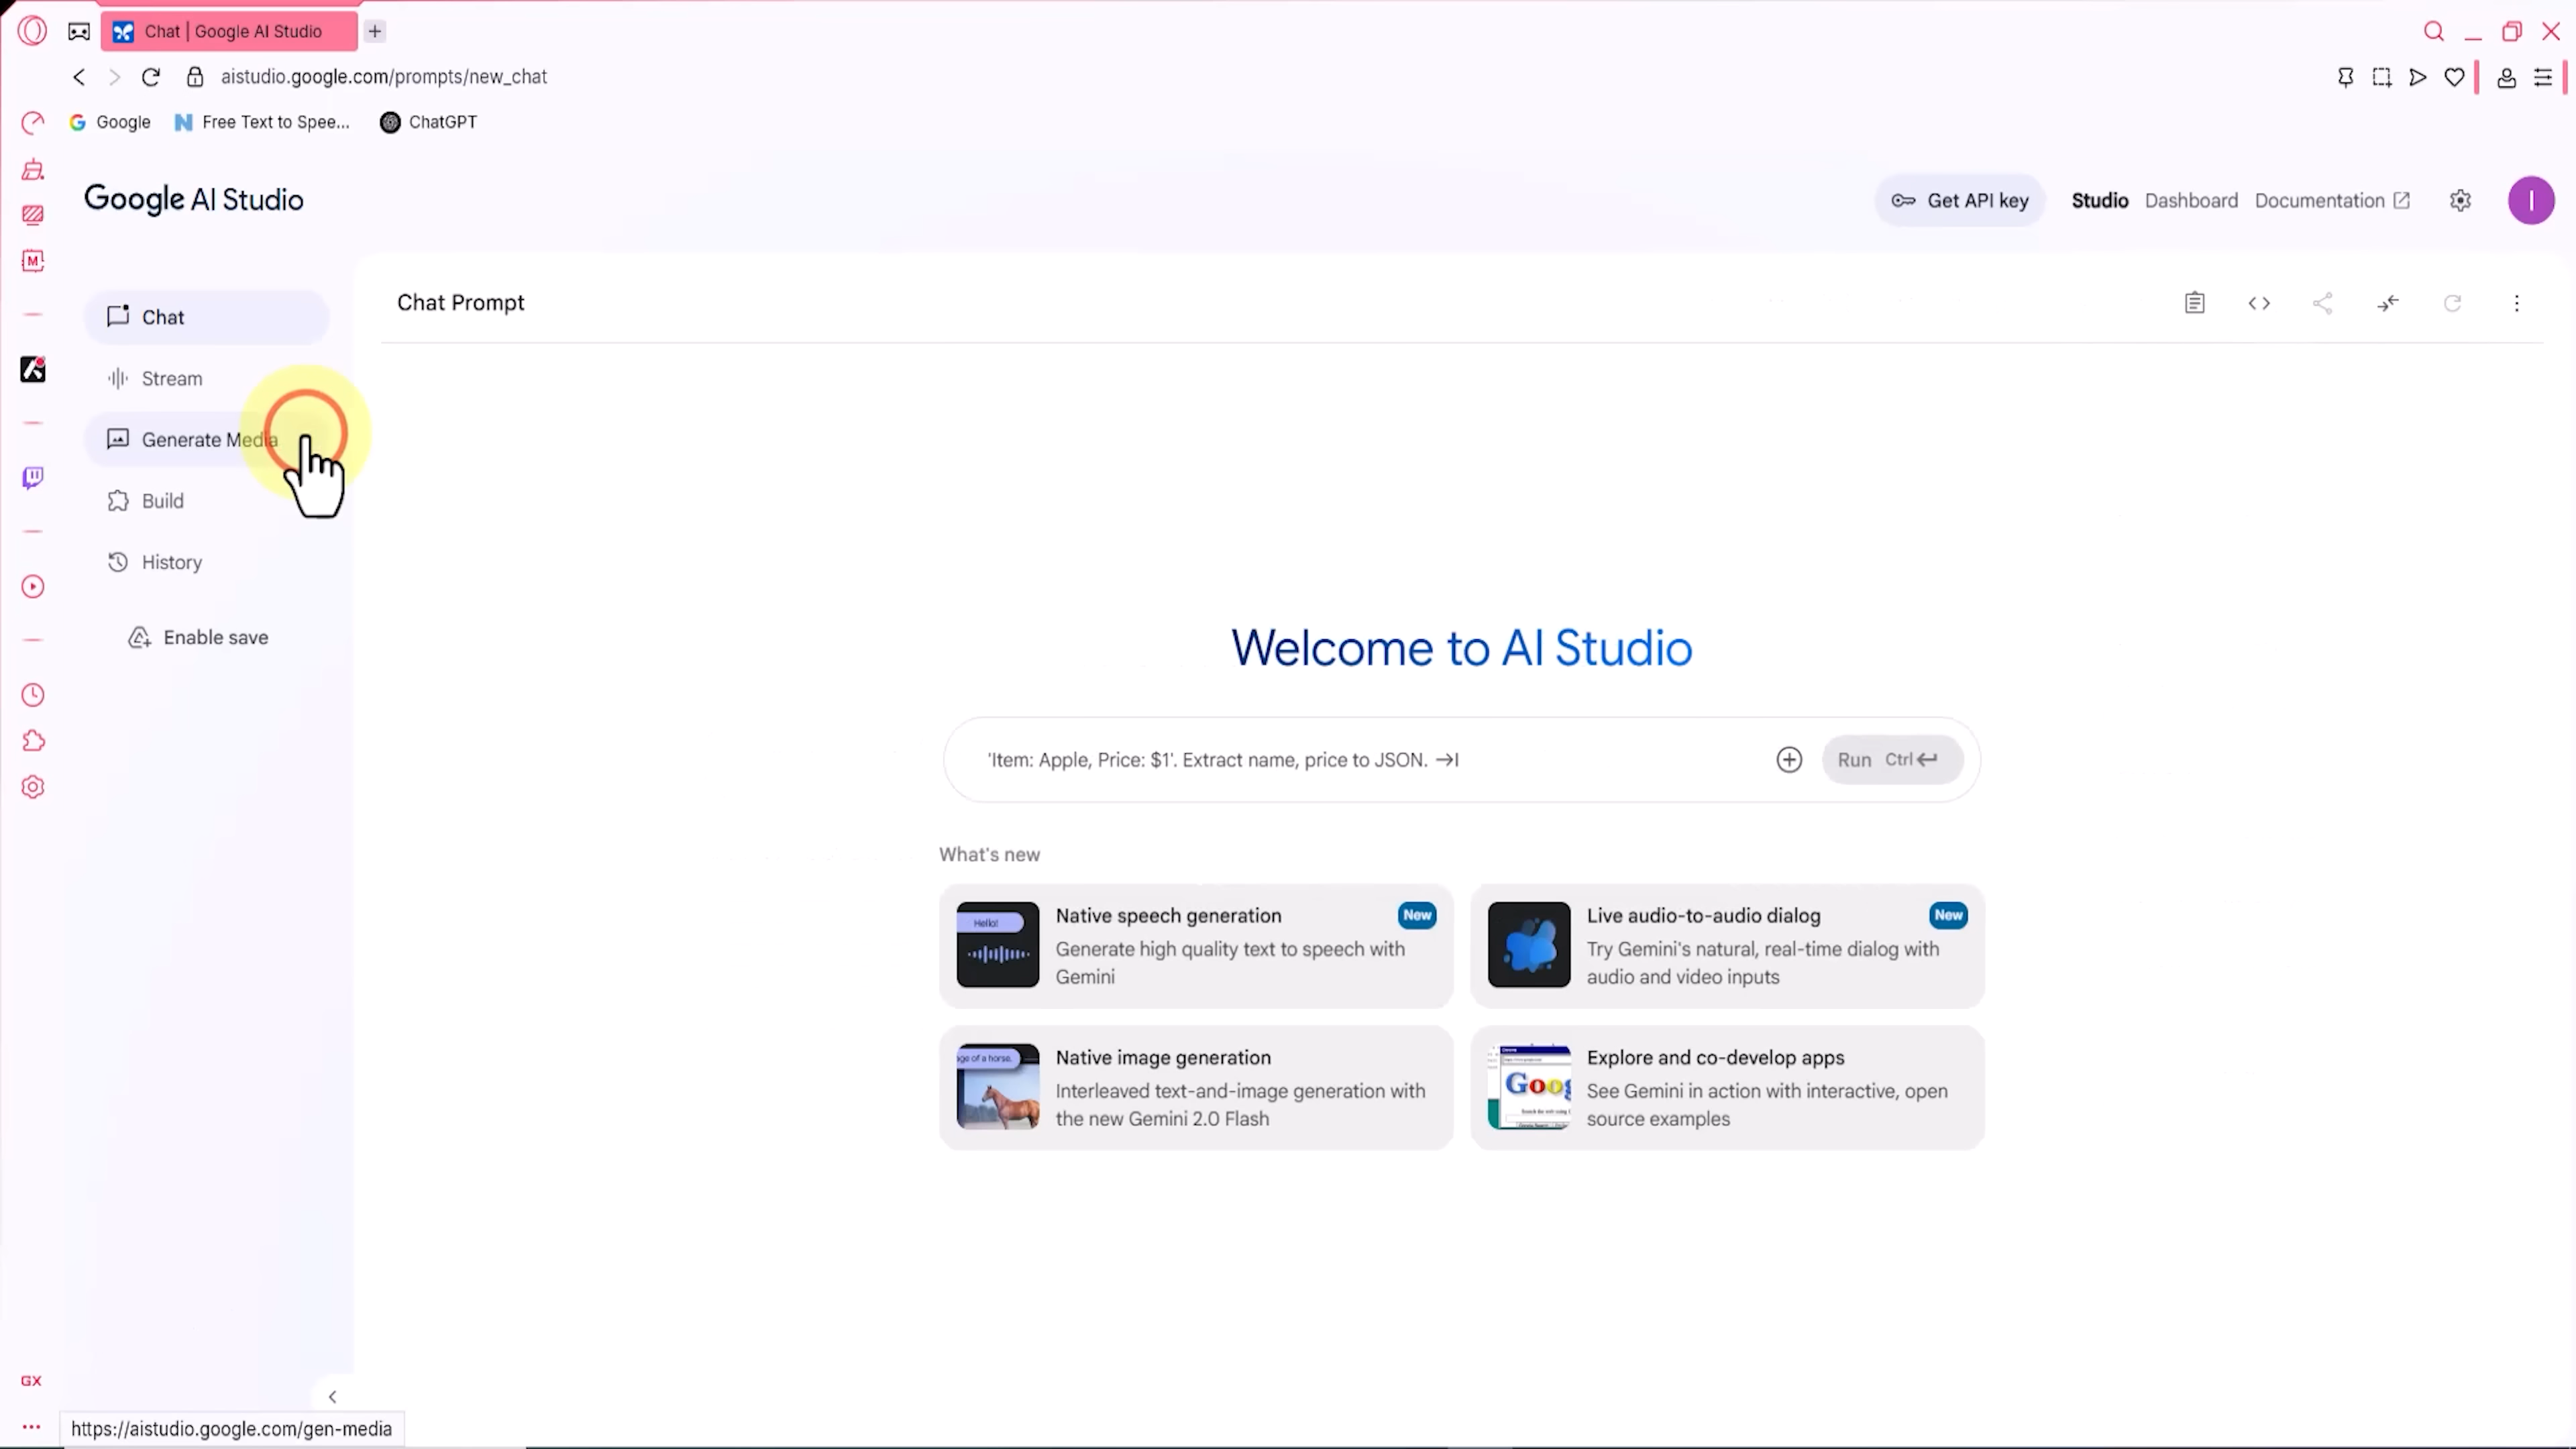 Chat | Google AI Studio
aistudio.google.com/prompts/new_chat
Google
Free Text to Spee...
ChatGPT
Google AI Studio
Get API key
Studio
Dashboard
Documentation
I
Chat
Stream
Generate Media
Build
History
Enable save
Chat Prompt
Welcome to AI Studio
'Item: Apple, Price: $1'. Extract name, price to JSON.
Run Ctrl
What's new
Hello!
Native speech generation
New
Generate high quality text to speech with
Gemini
Live audio-to-audio dialog
New
Try Gemini's natural, real-time dialog with
audio and video inputs
age of a horse.
Native image generation
Interleaved text-and-image generation with
the new Gemini 2.0 Flash
Goog
Explore and co-develop apps
See Gemini in action with interactive, open
source examples
M
GX
https://aistudio.google.com/gen-media